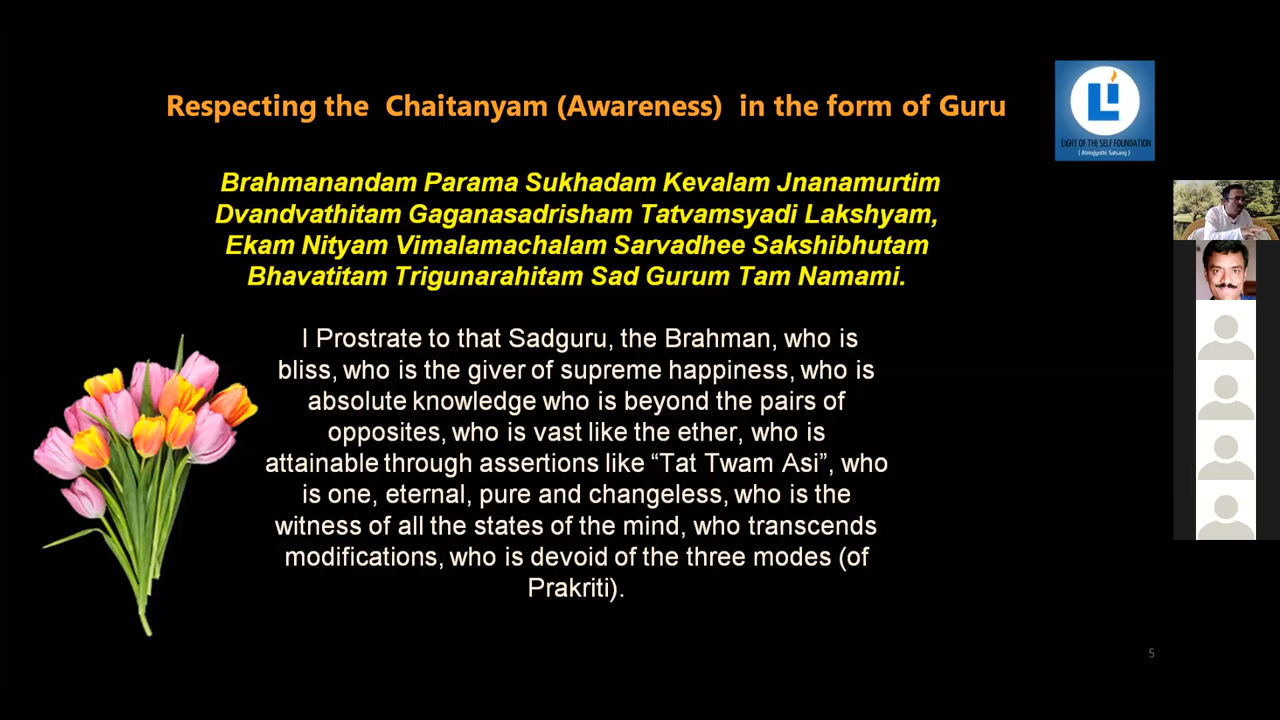 Respecting the Chaitanyam (Awareness) in the form of Guru
LIGHT OF THE SELF FOUNDATION
( Atmajyothi Satsang )
Brahmanandam Parama Sukhadam Kevalam Jnanamurtim
Dvandvathitam Gaganasadrisham Tatvamsyadi Lakshyam,
Ekam Nityam Vimalamachalam Sarvadhee Sakshibhutam
Bhavatitam Trigunarahitam Sad Gurum Tam Namami.
I Prostrate to that Sadguru, the Brahman, who is
bliss, who is the giver of supreme happiness, who is
absolute knowledge who is beyond the pairs of
opposites, who is vast like the ether, who is
attainable through assertions like “Tat Twam Asi”, who
is one, eternal, pure and changeless, who is the
witness of all the states of the mind, who transcends
modifications, who is devoid of the three modes (of
Prakriti).
5